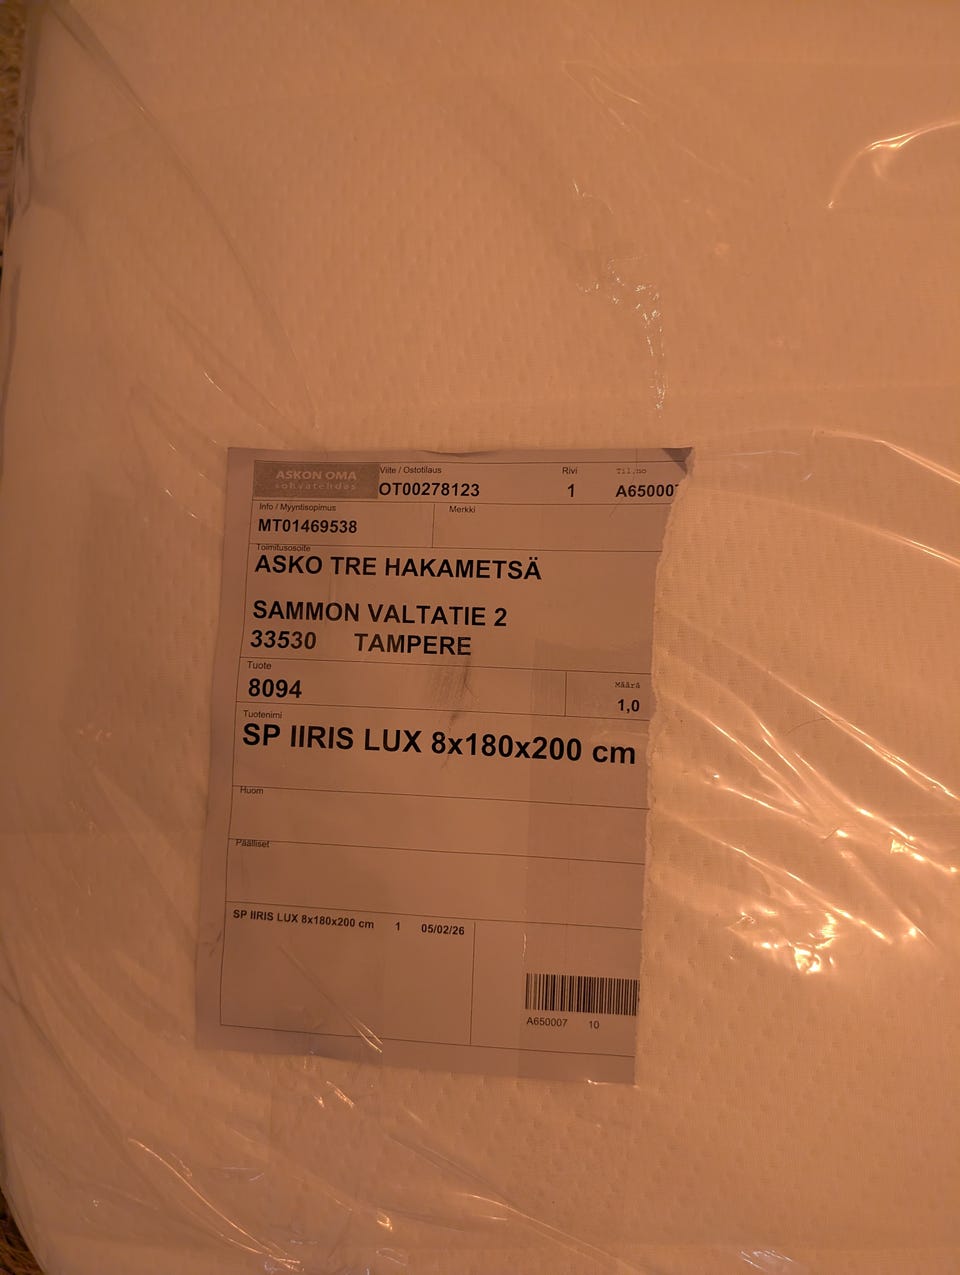 ASKON OMA
sohvatehdas
Viite / Ostotilaus
Rivi
Til.no
OT00278123
1
A650007
Info / Myyntisopimus
Merkki
MT01469538
Toimitusosoite
ASKO TRE HAKAMETSÄ
SAMMON VALTATIE 2
33530 TAMPERE
Tuote
Määrä
8094
1,0
Tuotenimi
SP IIRIS LUX 8x180x200 cm
Huom
Päälliset
SP IIRIS LUX 8x180x200 cm 1 05/02/26
A650007 10